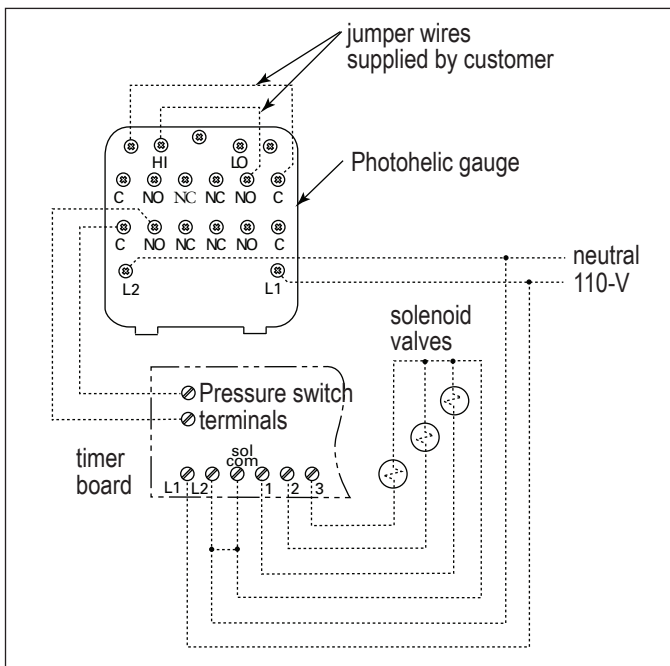 jumper wires
supplied by customer
HI LO
Photohelic gauge
C NO NC NC NO C
C NO NC NC NO C
L2 L1
neutral
110-V
solenoid
valves
Pressure switch
terminals
timer
board
sol
com
L1 L2 1 2 3